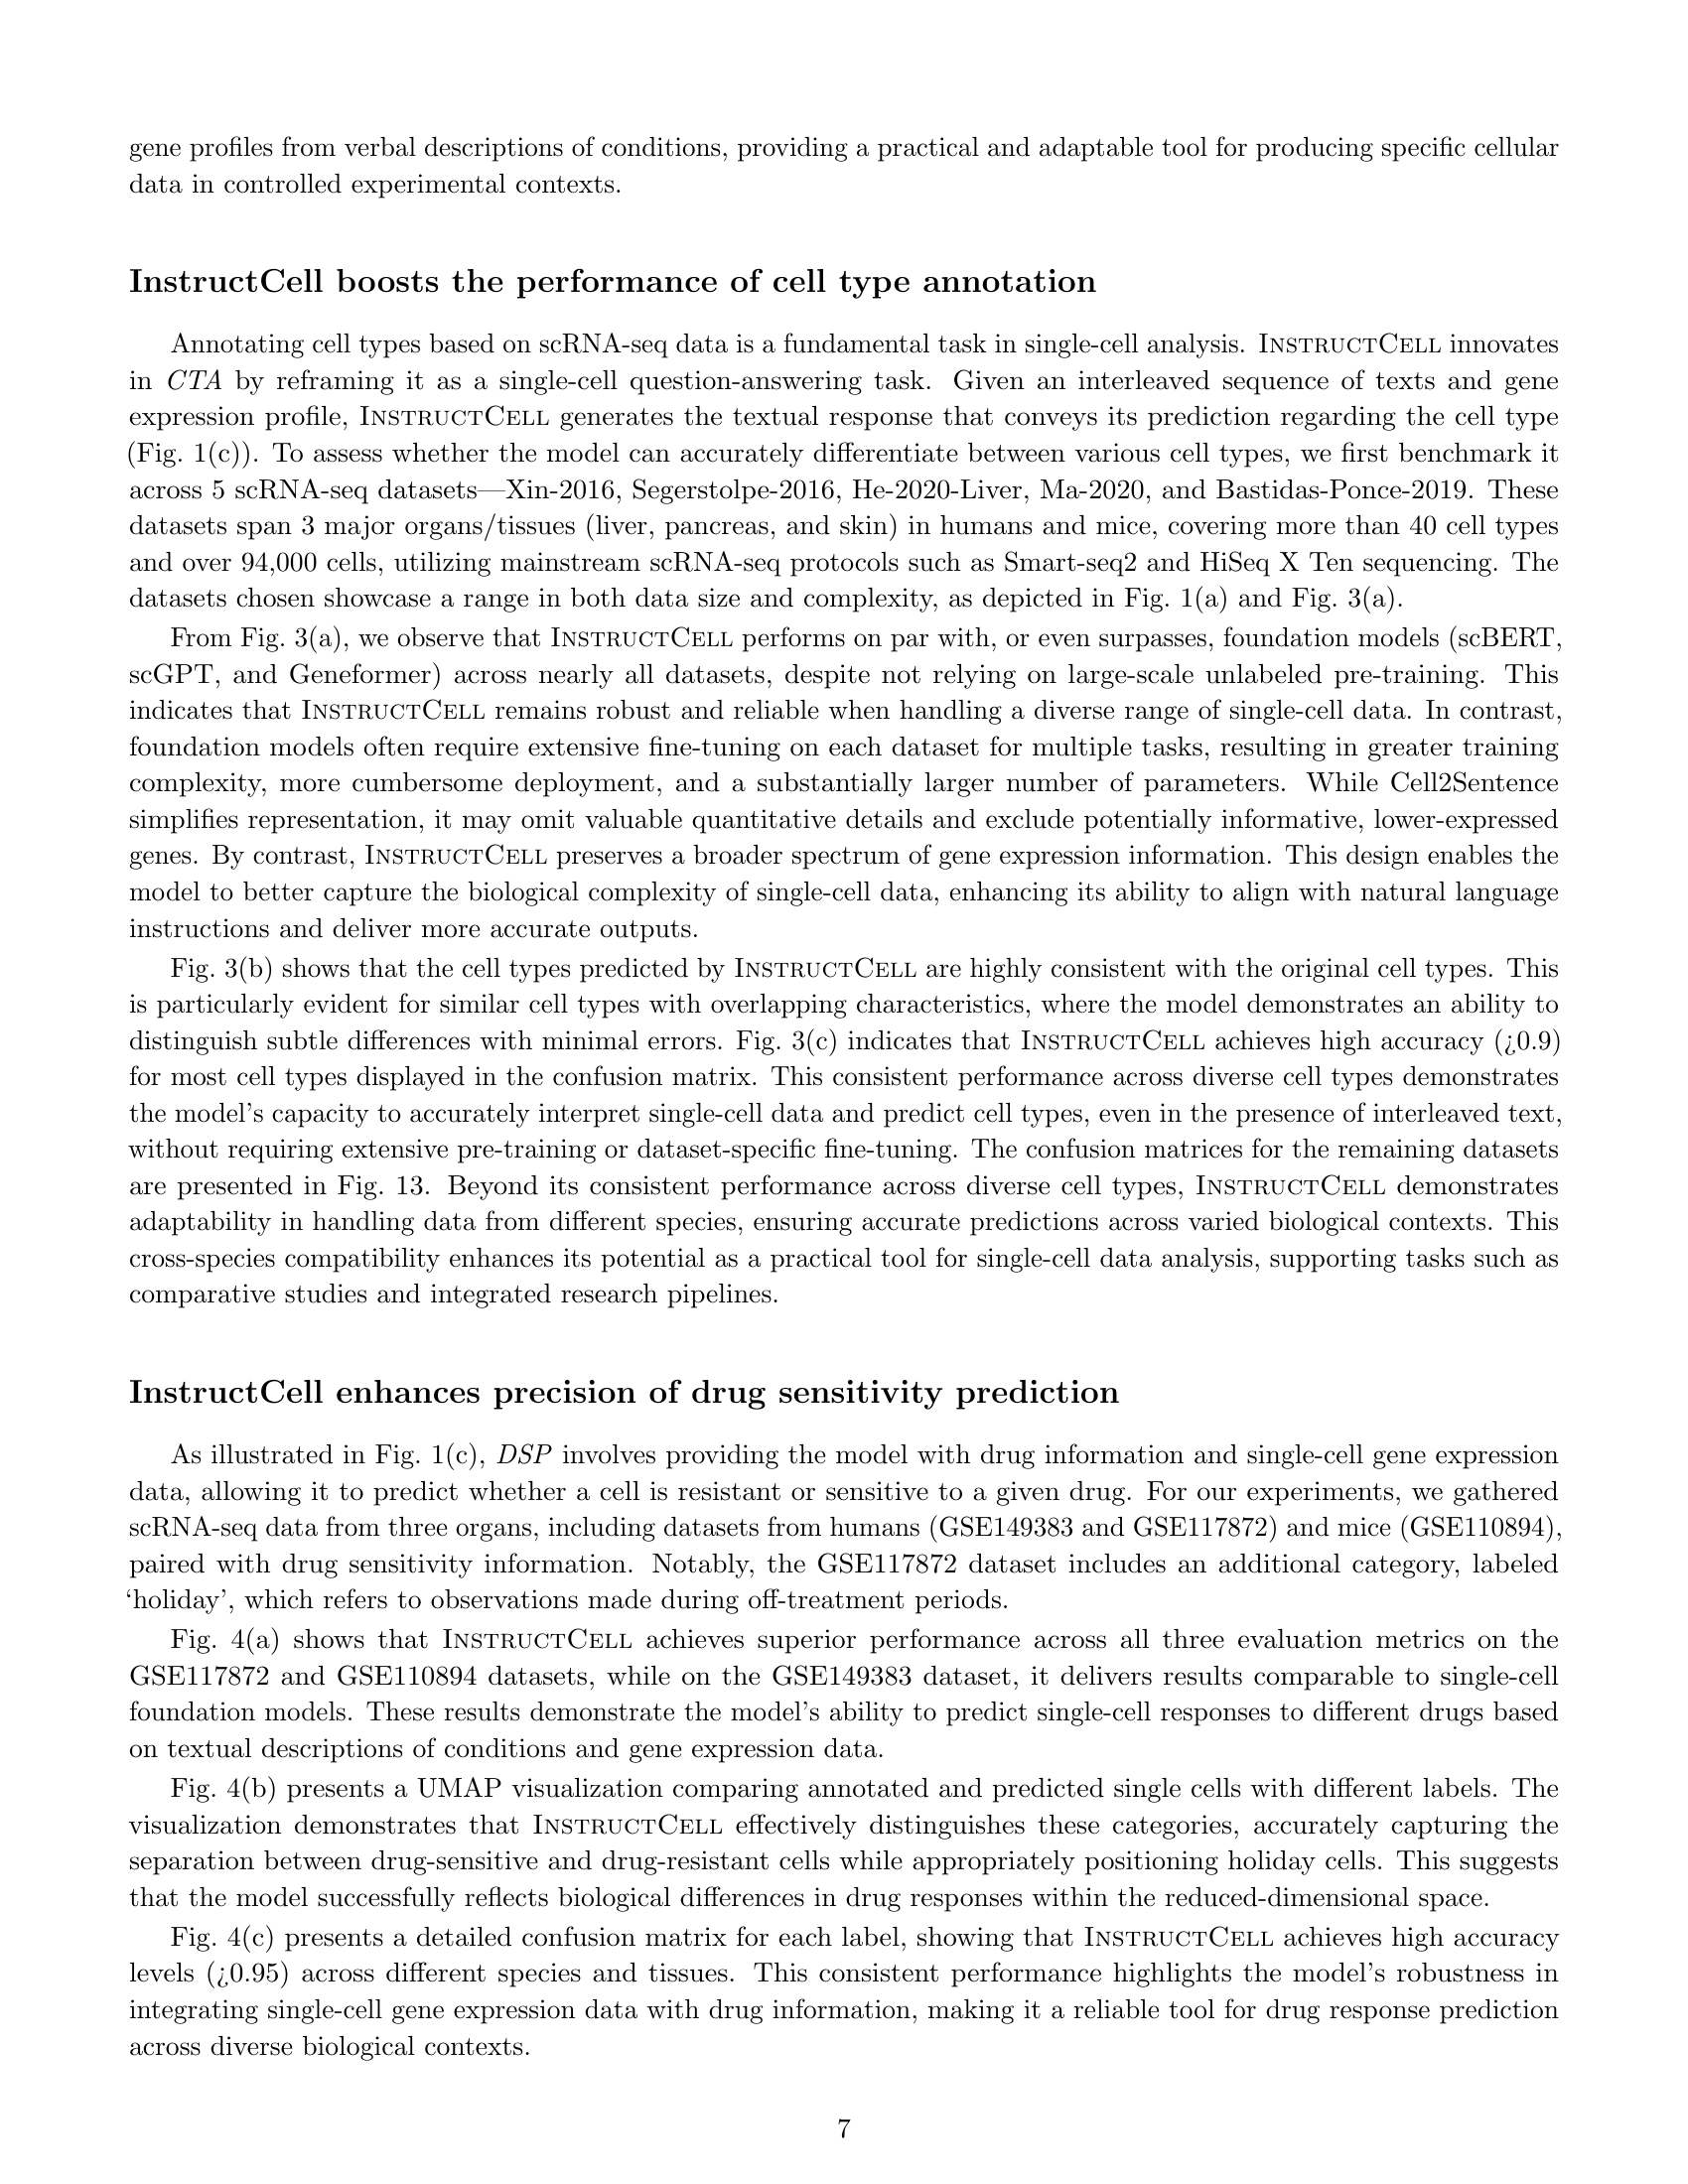 gene profiles from verbal descriptions of conditions, providing a practical and adaptable tool for producing specific cellular
data in controlled experimental contexts.
InstructCell boosts the performance of cell type annotation
Annotating cell types based on scRNA-seq data is a fundamental task in single-cell analysis. INSTRUCTCELL innovates
in CTA by reframing it as a single-cell question-answering task. Given an interleaved sequence of texts and gene
expression profile, INSTRUCTCELL generates the textual response that conveys its prediction regarding the cell type
(Fig. 1(c)). To assess whether the model can accurately differentiate between various cell types, we first benchmark it
across 5 scRNA-seq datasets—Xin-2016, Segerstolpe-2016, He-2020-Liver, Ma-2020, and Bastidas-Ponce-2019. These
datasets span 3 major organs/tissues (liver, pancreas, and skin) in humans and mice, covering more than 40 cell types
and over 94,000 cells, utilizing mainstream scRNA-seq protocols such as Smart-seq2 and HiSeq X Ten sequencing. The
datasets chosen showcase a range in both data size and complexity, as depicted in Fig. 1(a) and Fig. 3(a).
From Fig. 3(a), we observe that INSTRUCTCELL performs on par with, or even surpasses, foundation models (scBERT,
scGPT, and Geneformer) across nearly all datasets, despite not relying on large-scale unlabeled pre-training. This
indicates that INSTRUCTCELL remains robust and reliable when handling a diverse range of single-cell data. In contrast,
foundation models often require extensive fine-tuning on each dataset for multiple tasks, resulting in greater training
complexity, more cumbersome deployment, and a substantially larger number of parameters. While Cell2Sentence
simplifies representation, it may omit valuable quantitative details and exclude potentially informative, lower-expressed
genes. By contrast, INSTRUCTCELL preserves a broader spectrum of gene expression information. This design enables the
model to better capture the biological complexity of single-cell data, enhancing its ability to align with natural language
instructions and deliver more accurate outputs.
Fig. 3(b) shows that the cell types predicted by INSTRUCTCELL are highly consistent with the original cell types. This
is particularly evident for similar cell types with overlapping characteristics, where the model demonstrates an ability to
distinguish subtle differences with minimal errors. Fig. 3(c) indicates that INSTRUCTCELL achieves high accuracy (¿0.9)
for most cell types displayed in the confusion matrix. This consistent performance across diverse cell types demonstrates
the model's capacity to accurately interpret single-cell data and predict cell types, even in the presence of interleaved text,
without requiring extensive pre-training or dataset-specific fine-tuning. The confusion matrices for the remaining datasets
are presented in Fig. 13. Beyond its consistent performance across diverse cell types, INSTRUCTCELL demonstrates
adaptability in handling data from different species, ensuring accurate predictions across varied biological contexts. This
cross-species compatibility enhances its potential as a practical tool for single-cell data analysis, supporting tasks such as
comparative studies and integrated research pipelines.
InstructCell enhances precision of drug sensitivity prediction
As illustrated in Fig. 1(c), DSP involves providing the model with drug information and single-cell gene expression
data, allowing it to predict whether a cell is resistant or sensitive to a given drug. For our experiments, we gathered
scRNA-seq data from three organs, including datasets from humans (GSE149383 and GSE117872) and mice (GSE110894),
paired with drug sensitivity information. Notably, the GSE117872 dataset includes an additional category, labeled
‘holiday’, which refers to observations made during off-treatment periods.
Fig. 4(a) shows that INSTRUCTCELL achieves superior performance across all three evaluation metrics on the
GSE117872 and GSE110894 datasets, while on the GSE149383 dataset, it delivers results comparable to single-cell
foundation models. These results demonstrate the model's ability to predict single-cell responses to different drugs based
on textual descriptions of conditions and gene expression data.
Fig. 4(b) presents a UMAP visualization comparing annotated and predicted single cells with different labels. The
visualization demonstrates that INSTRUCTCELL effectively distinguishes these categories, accurately capturing the
separation between drug-sensitive and drug-resistant cells while appropriately positioning holiday cells. This suggests
that the model successfully reflects biological differences in drug responses within the reduced-dimensional space.
Fig. 4(c) presents a detailed confusion matrix for each label, showing that INSTRUCTCELL achieves high accuracy
levels (¿0.95) across different species and tissues. This consistent performance highlights the model's robustness in
integrating single-cell gene expression data with drug information, making it a reliable tool for drug response prediction
across diverse biological contexts.
7